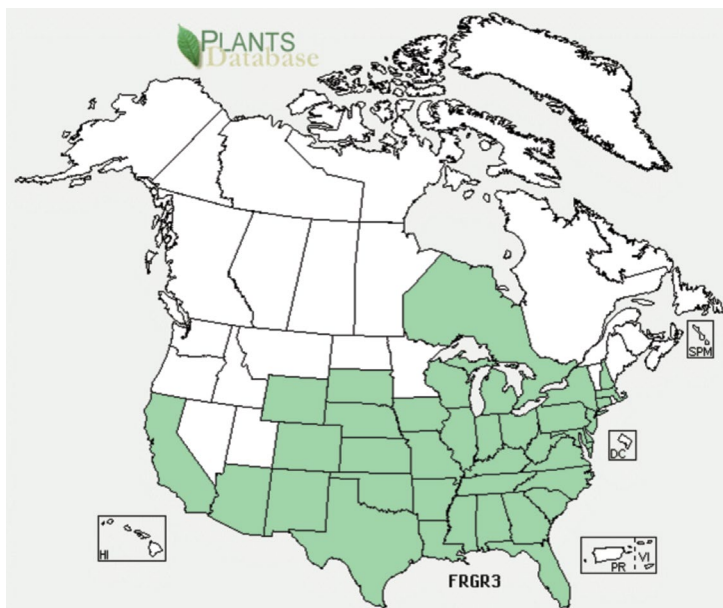 PLANTS
Database
SPM
DC
HI
PR
VI
FRGR3